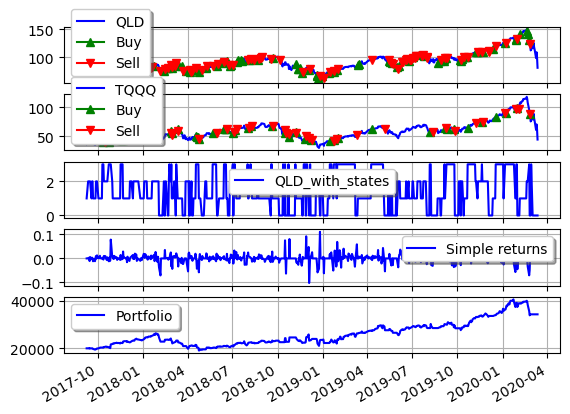 150
100
QLD
Buy
Sell
100
50
TQQQ
Buy
Sell
2
0
QLD_with_states
0.1
0.0
−0.1
Simple returns
40000
20000
Portfolio
2017-10 2018-01 2018-04 2018-07 2018-10 2019-01 2019-04 2019-07 2019-10 2020-01 2020-04